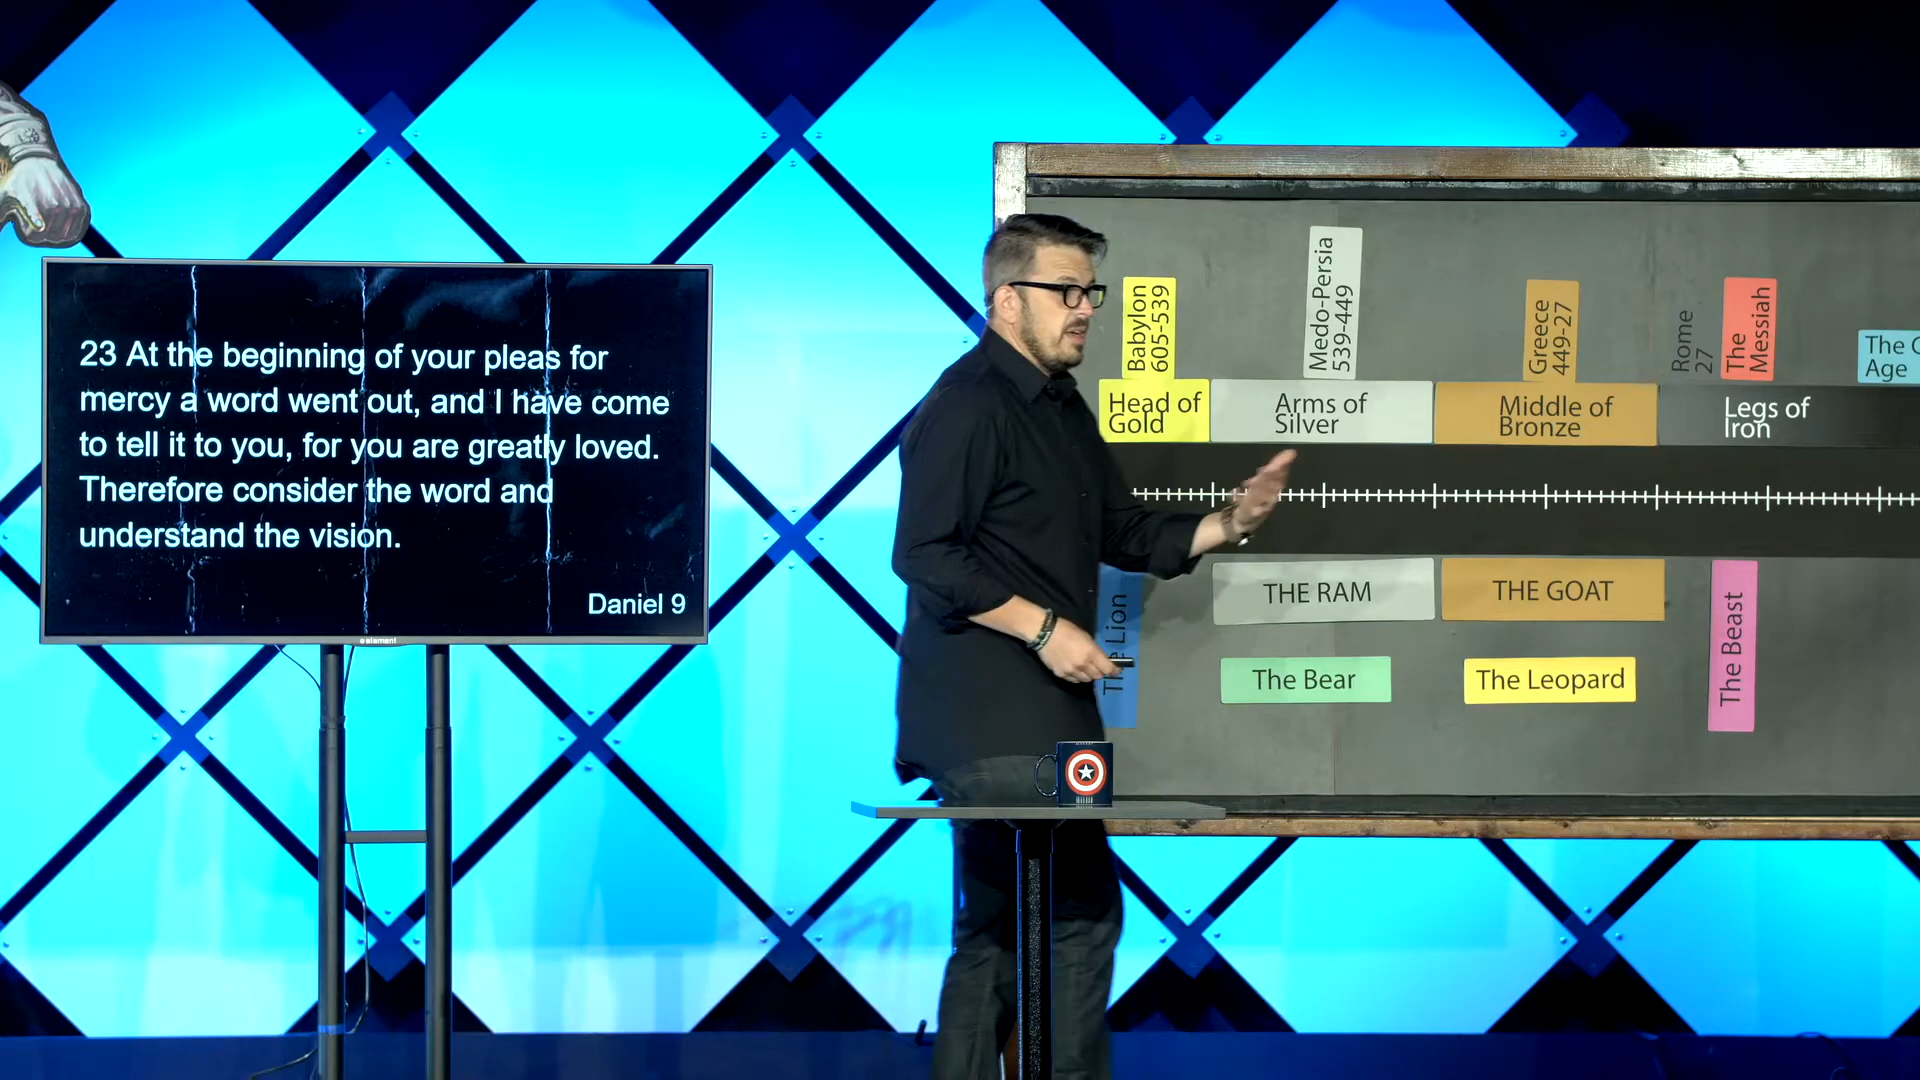 23 At the beginning of your pleas for
mercy a word went out, and I have come
to tell it to you, for you are greatly loved.
Therefore consider the word and
understand the vision.
Daniel 9
element
Babylon
605-539
Medo-Persia
539-449
Greece
449-27
Rome
27
The
Messiah
The
Age
Head of
Gold
Arms of
Silver
Middle of
Bronze
Legs of
Iron
The Lion
THE RAM
THE GOAT
The Bear
The Leopard
The Beast